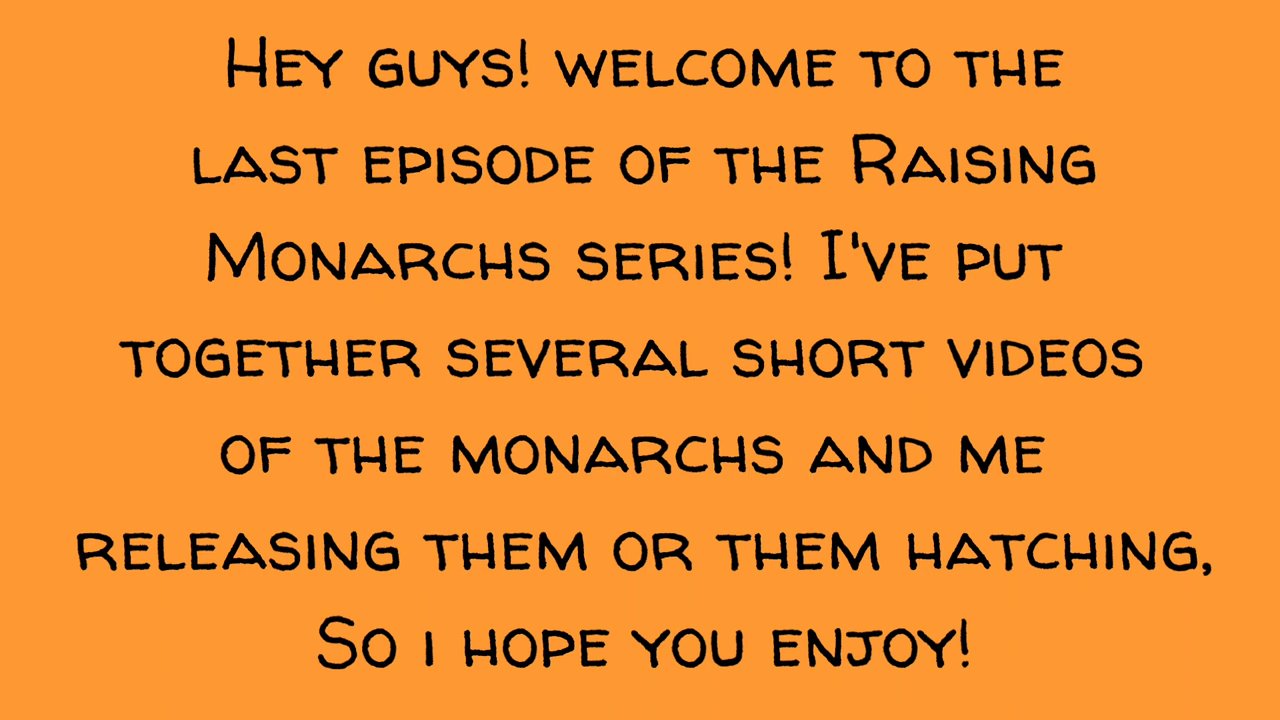 Hey guys! welcome to the
last episode of the Raising
Monarchs series! I've put
together several short videos
of the monarchs and me
releasing them or them hatching,
So i hope you enjoy!